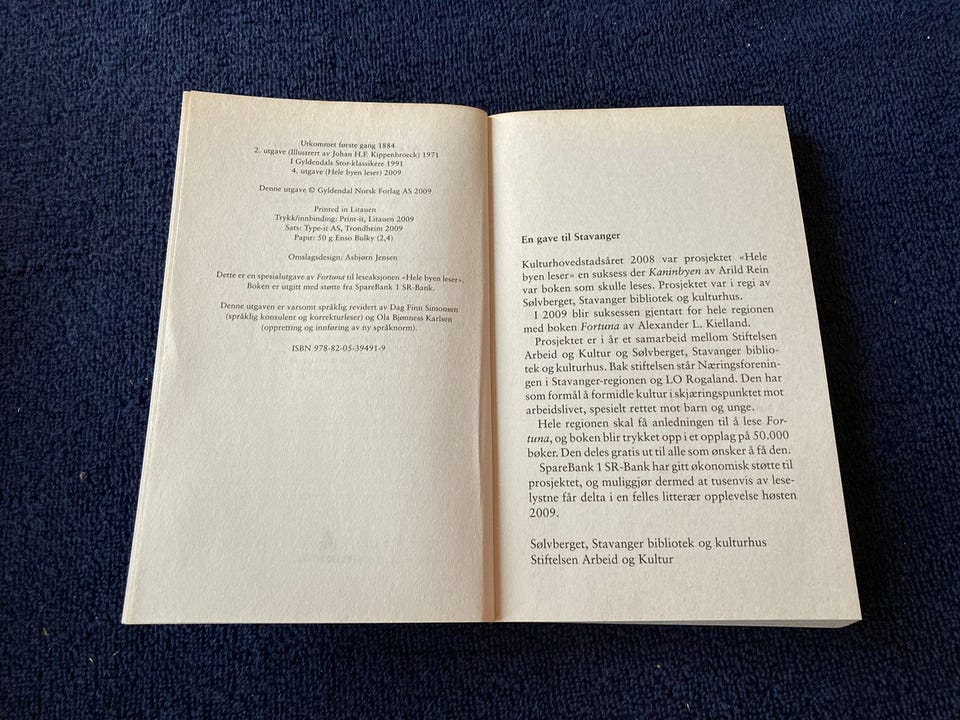 Utkommet første gang 1884
2. utgave (Illustrert av Johan H.F. Kippenbroeck) 1971
I Gyldendals Stor-klassikere 1991
4. utgave (Hele byen leser) 2009
Denne utgave © Gyldendal Norsk Forlag AS 2009
Printed in Litauen
Trykk/innbinding: Print-it, Litauen 2009
Sats: Type-it AS, Trondheim 2009
Papir: 50 g Enso Bulky (2,4)
Omslagsdesign: Asbjørn Jensen
Dette er en spesialutgave av Fortuna til leseaksjonen «Hele byen leser».
Boken er utgitt med støtte fra SpareBank 1 SR-Bank.
Denne utgaven er varsomt språklig revidert av Dag Finn Simonsen
(språklig konsulent og korrekturleser) og Ola Bjønness Karlsen
(oppretting og innføring av ny språknorm).
ISBN 978-82-05-39491-9
En gave til Stavanger
Kulturhovedstadsåret 2008 var prosjektet «Hele
byen leser» en suksess der Kaninbyen av Arild Rein
var boken som skulle leses. Prosjektet var i regi av
Sølvberget, Stavanger bibliotek og kulturhus.
I 2009 blir suksessen gjentatt for hele regionen
med boken Fortuna av Alexander L. Kielland.
Prosjektet er i år et samarbeid mellom Stiftelsen
Arbeid og Kultur og Sølvberget, Stavanger biblio-
tek og kulturhus. Bak stiftelsen står Næringsforenin-
gen i Stavanger-regionen og LO Rogaland. Den har
som formål å formidle kultur i skjæringspunktet mot
arbeidslivet, spesielt rettet mot barn og unge.
Hele regionen skal få anledningen til å lese For-
tuna, og boken blir trykket opp i et opplag på 50.000
bøker. Den deles gratis ut til alle som ønsker å få den.
SpareBank 1 SR-Bank har gitt økonomisk støtte til
prosjektet, og muliggjør dermed at tusenvis av lese-
lystne får delta i en felles litterær opplevelse høsten
2009.
Sølvberget, Stavanger bibliotek og kulturhus
Stiftelsen Arbeid og Kultur